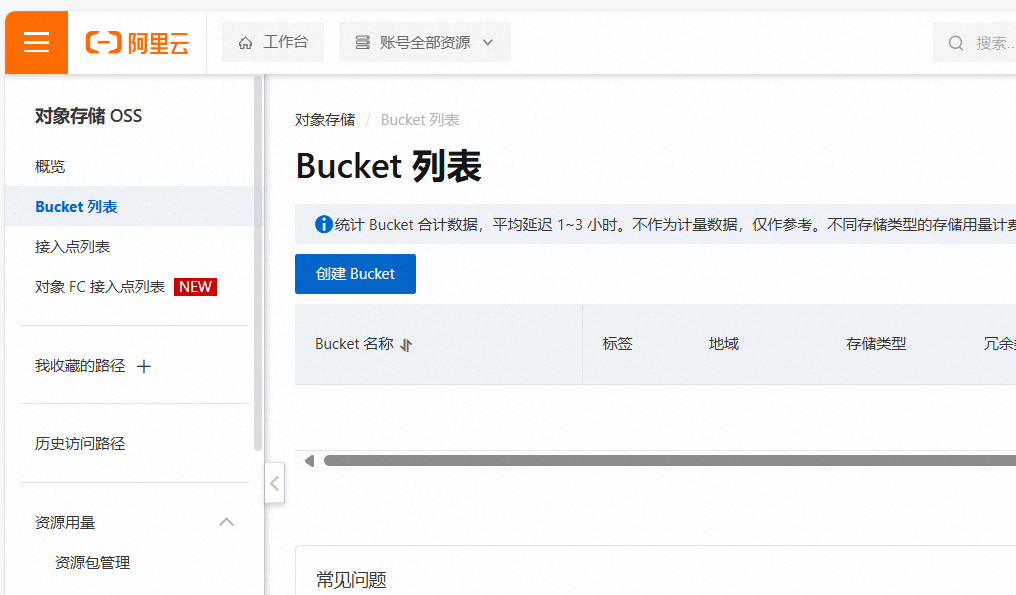 阿里云
工作台
账号全部资源
搜索...
对象存储 OSS
概览
Bucket 列表
接入点列表
对象 FC 接入点列表 NEW
我收藏的路径
历史访问路径
资源用量
资源包管理
对象存储 / Bucket 列表
Bucket 列表
统计 Bucket 合计数据，平均延迟 1~3 小时。不作为计量数据，仅作参考。不同存储类型的存储用量计费
创建 Bucket
Bucket 名称 标签 地域 存储类型 冗余
常见问题